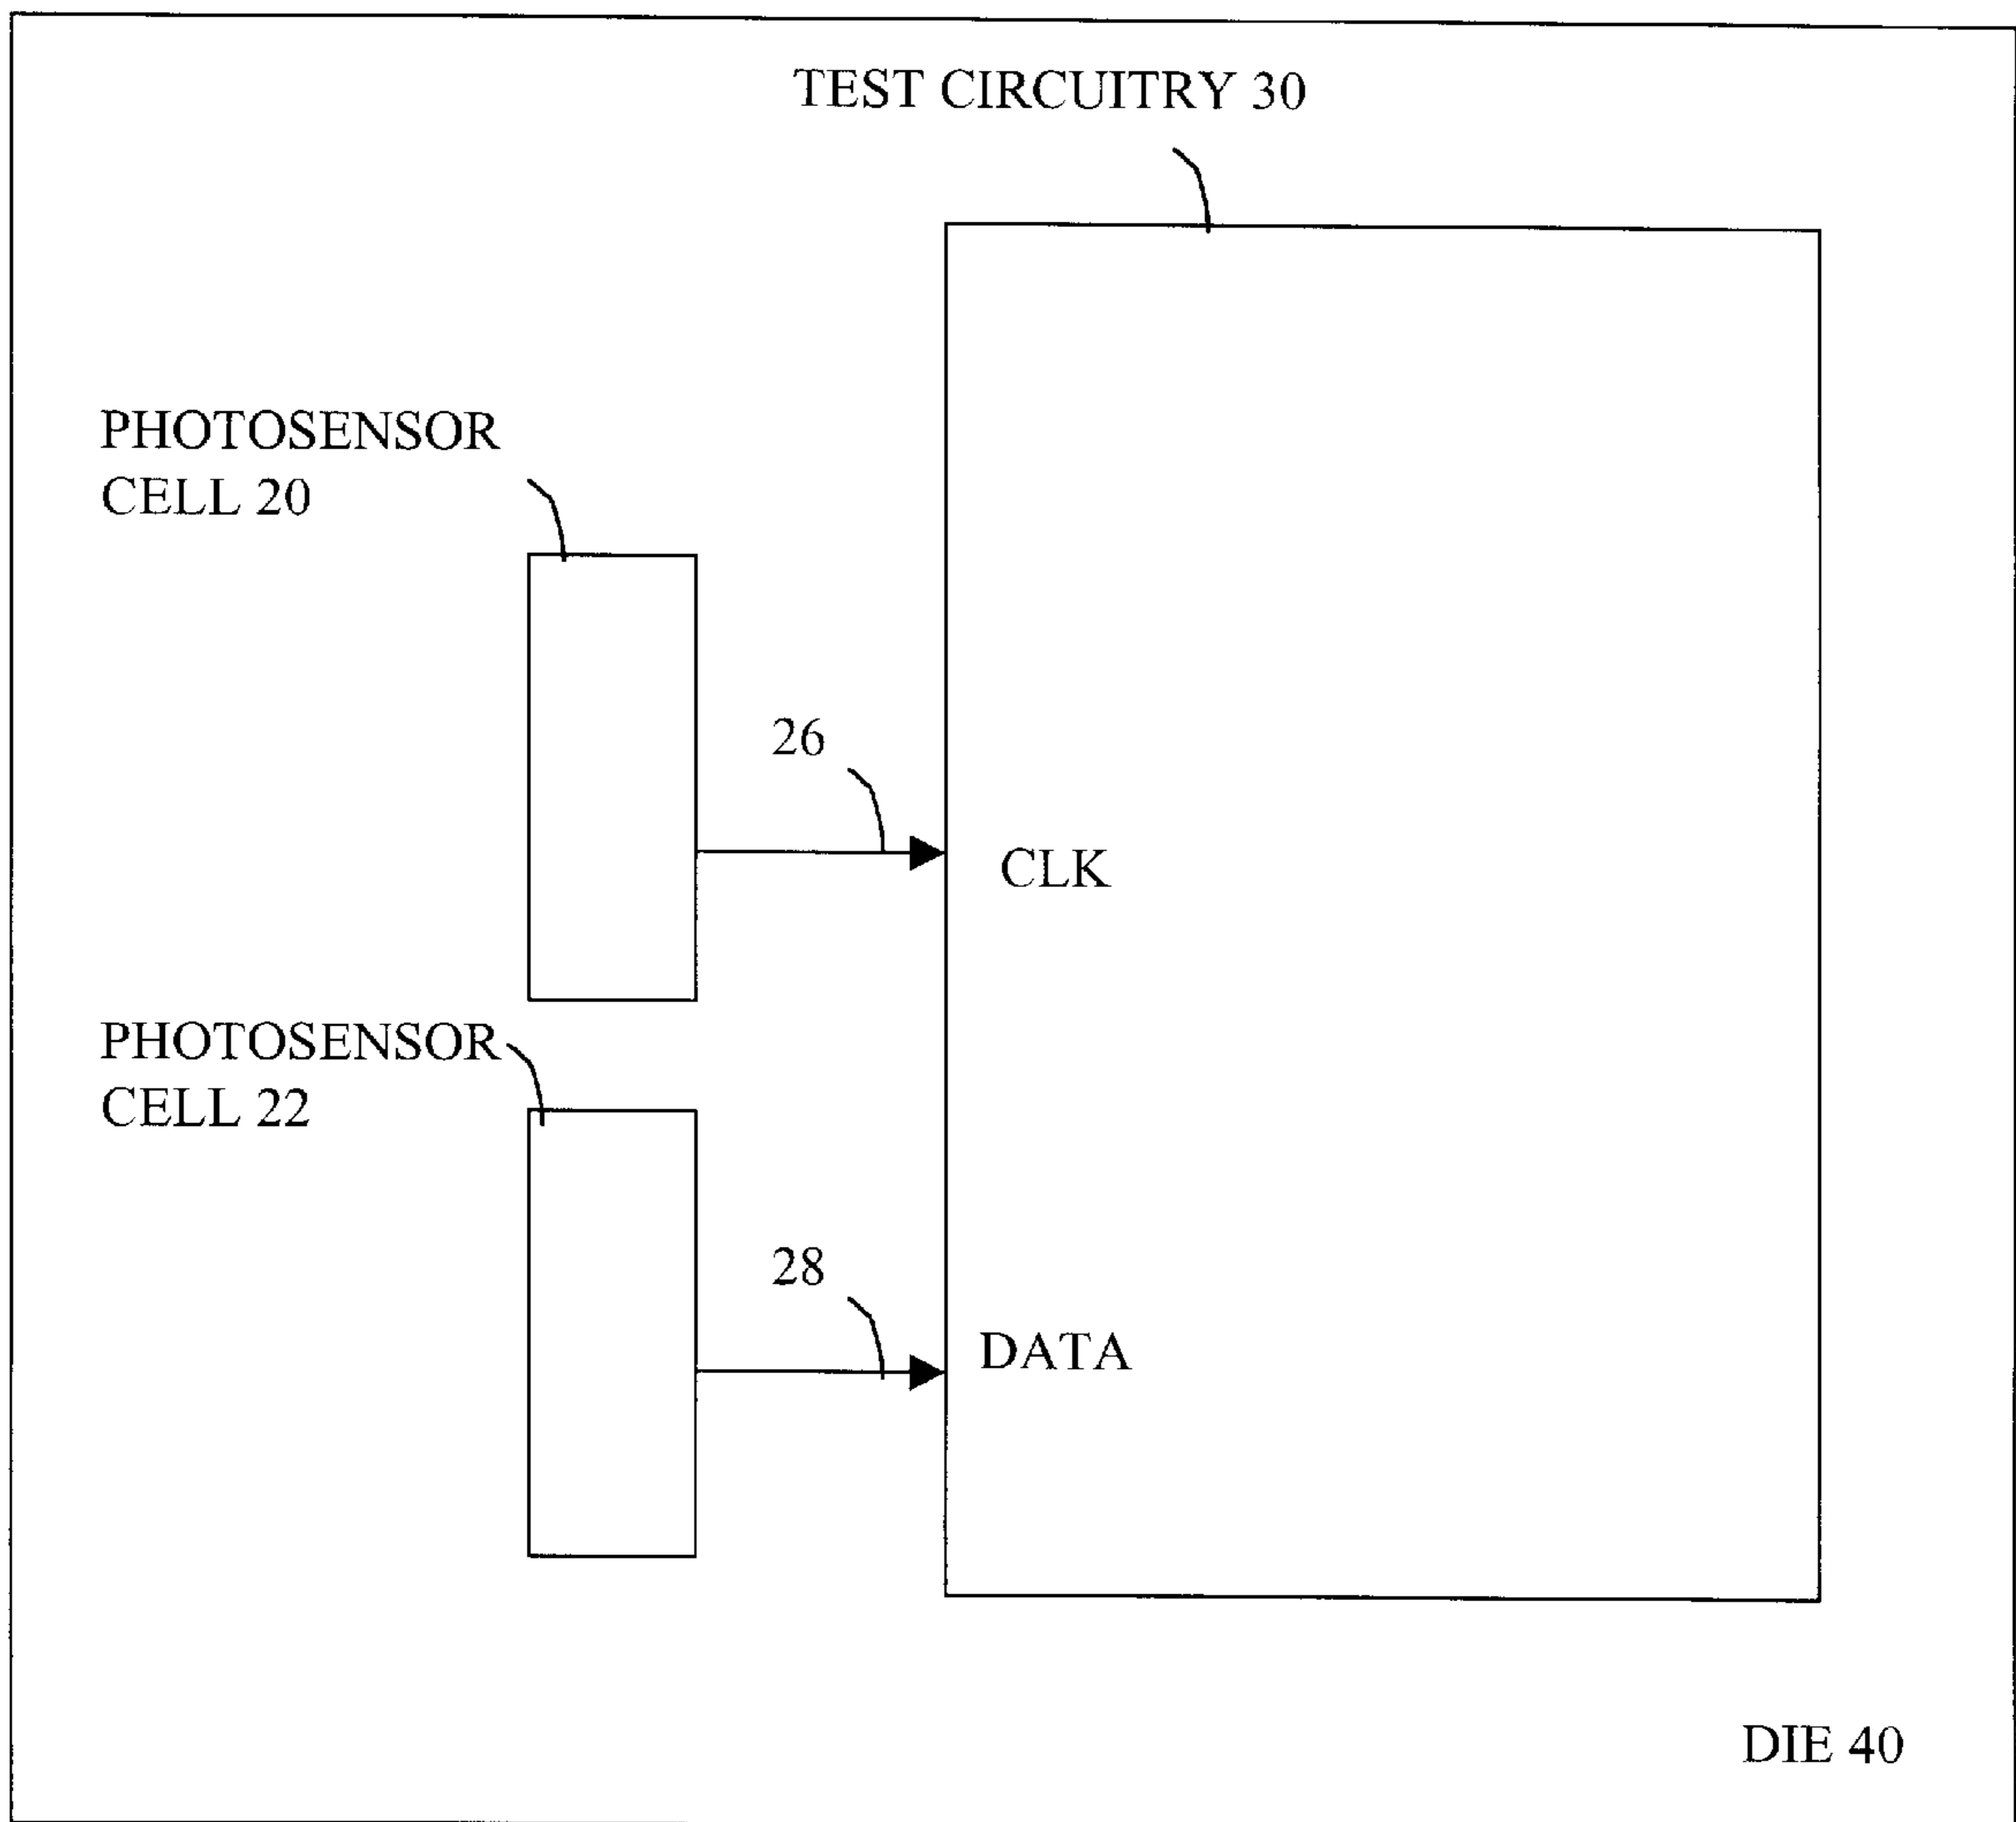 TEST CIRCUITRY 30
PHOTOSENSOR
CELL 20
26
CLK
PHOTOSENSOR
CELL 22
28
DATA
DIE 40